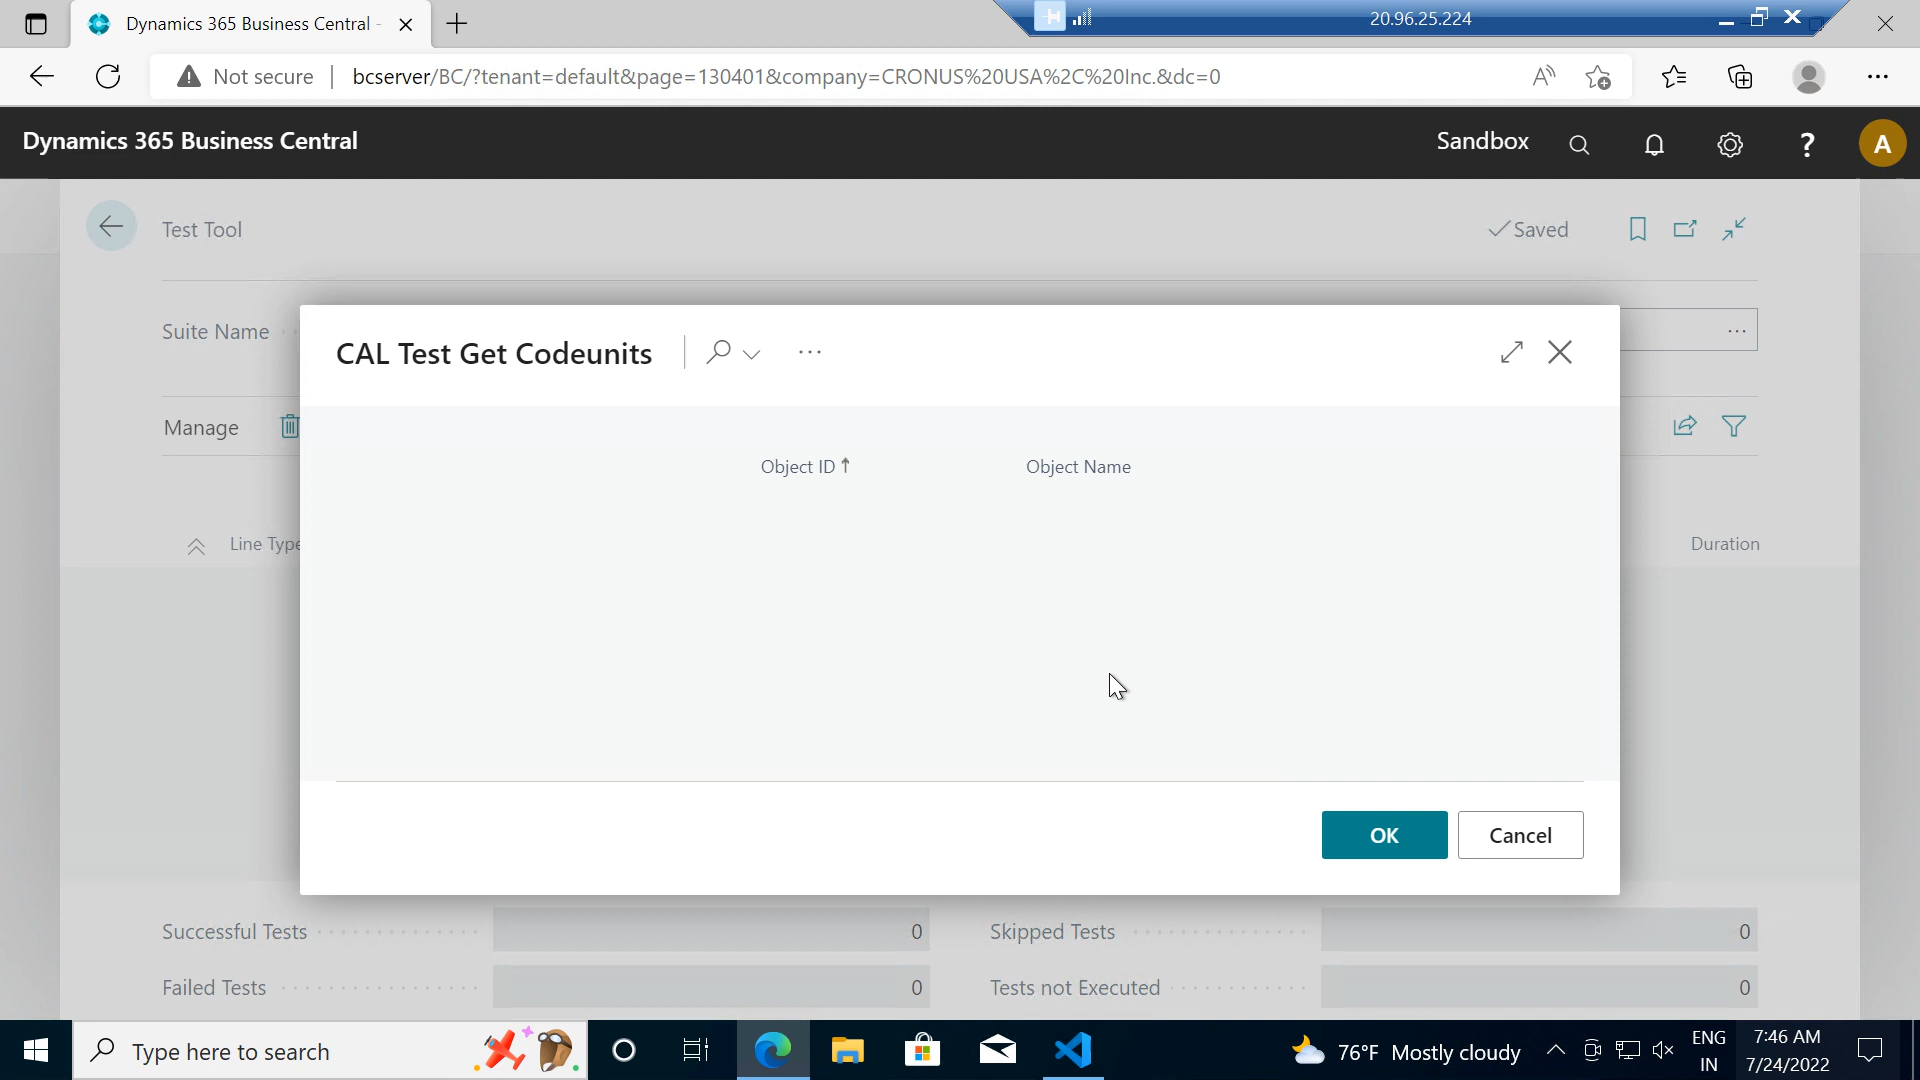 Dynamics 365 Business Central -
20.96.25.224
Not secure
bcserver/BC/?tenant=default&page=130401&company=CRONUS%20USA%2C%20Inc.&dc=0
Dynamics 365 Business Central
Sandbox
?
A
Test Tool
Saved
Suite Name
CAL Test Get Codeunits
Manage
Object ID ↑
Object Name
Line Type
Duration
OK
Cancel
Successful Tests
0
Skipped Tests
0
Failed Tests
0
Tests not Executed
0
Type here to search
76°F Mostly cloudy
ENG
IN
7:46 AM
7/24/2022